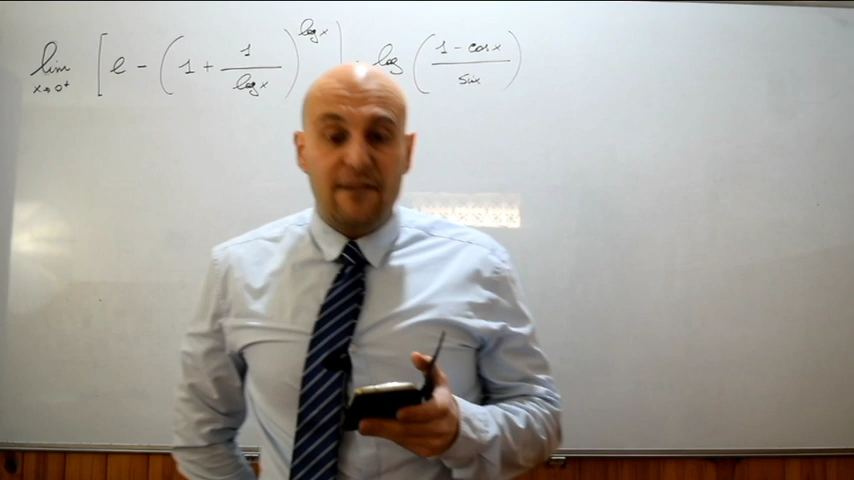 lim x→0⁺ [ e - ( 1 + 1/log x )^(log x) ] · log ( (1 - cos x)/(sin x) )